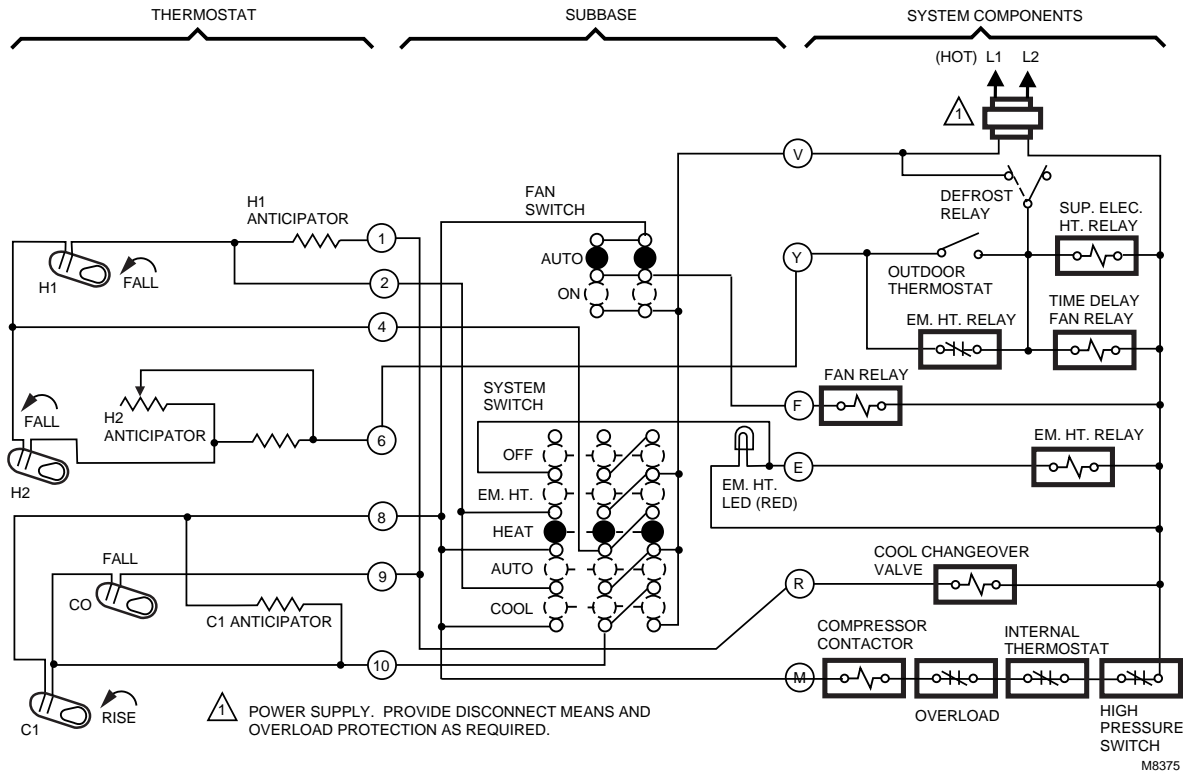 THERMOSTAT
SUBBASE
SYSTEM COMPONENTS
(HOT) L1 L2
1
V
DEFROST
RELAY
SUP. ELEC.
HT. RELAY
H1
ANTICIPATOR
FAN
SWITCH
1
H1
FALL
2
AUTO
ON
Y
OUTDOOR
THERMOSTAT
4
EM. HT. RELAY
TIME DELAY
FAN RELAY
FALL
H2
ANTICIPATOR
6
H2
SYSTEM
SWITCH
FAN RELAY
F
OFF
EM. HT.
HEAT
AUTO
COOL
E
EM. HT.
LED (RED)
EM. HT. RELAY
8
FALL
CO
9
C1 ANTICIPATOR
R
COOL CHANGEOVER
VALVE
10
C1
RISE
M
COMPRESSOR
CONTACTOR
OVERLOAD
INTERNAL
THERMOSTAT
HIGH
PRESSURE
SWITCH
1
POWER SUPPLY. PROVIDE DISCONNECT MEANS AND
OVERLOAD PROTECTION AS REQUIRED.
M8375